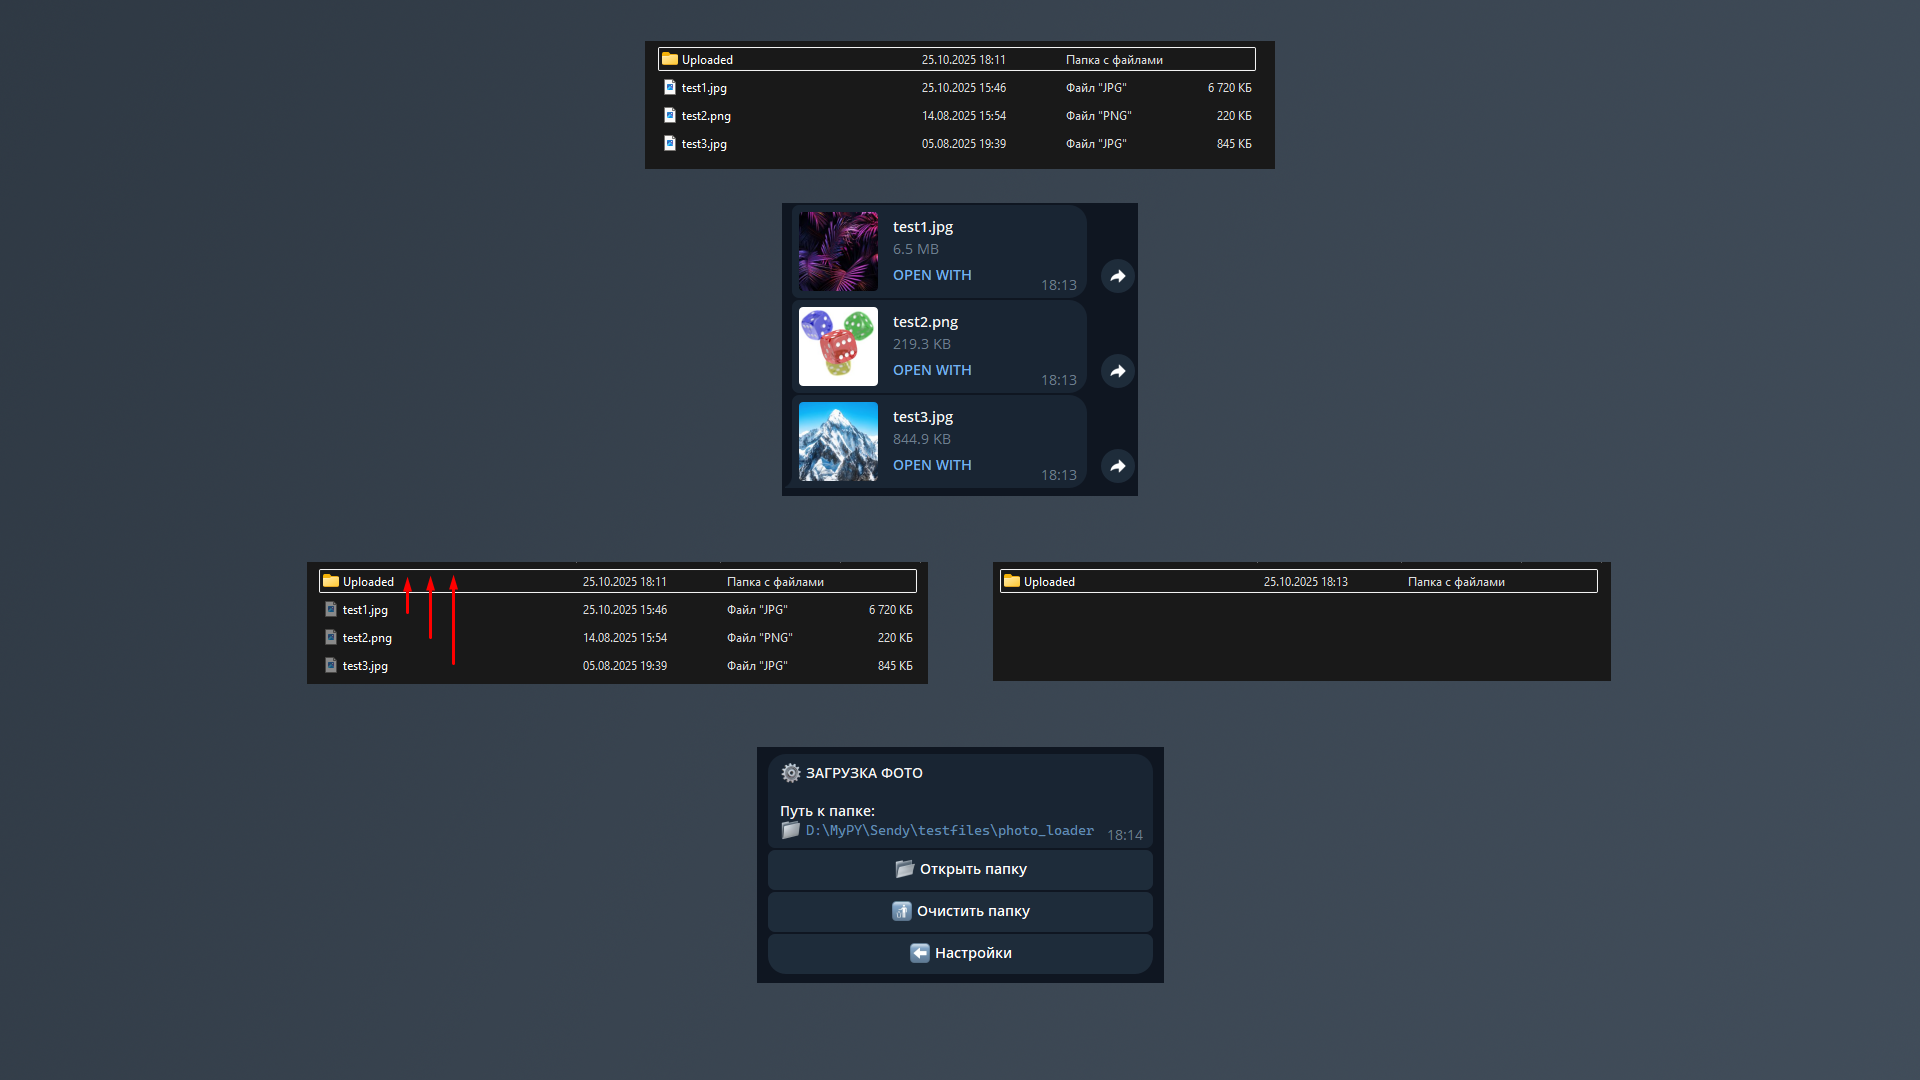 Uploaded 25.10.2025 18:11 Папка с файлами
test1.jpg 25.10.2025 15:46 Файл "JPG" 6 720 КБ
test2.png 14.08.2025 15:54 Файл "PNG" 220 КБ
test3.jpg 05.08.2025 19:39 Файл "JPG" 845 КБ
test1.jpg
6.5 MB
OPEN WITH
18:13
test2.png
219.3 KB
OPEN WITH
18:13
test3.jpg
844.9 KB
OPEN WITH
18:13
Uploaded 25.10.2025 18:11 Папка с файлами
test1.jpg 25.10.2025 15:46 Файл "JPG" 6 720 КБ
test2.png 14.08.2025 15:54 Файл "PNG" 220 КБ
test3.jpg 05.08.2025 19:39 Файл "JPG" 845 КБ
Uploaded 25.10.2025 18:13 Папка с файлами
ЗАГРУЗКА ФОТО
Путь к папке:
D:\MyPY\Sendy\testfiles\photo_loader 18:14
Открыть папку
Очистить папку
Настройки